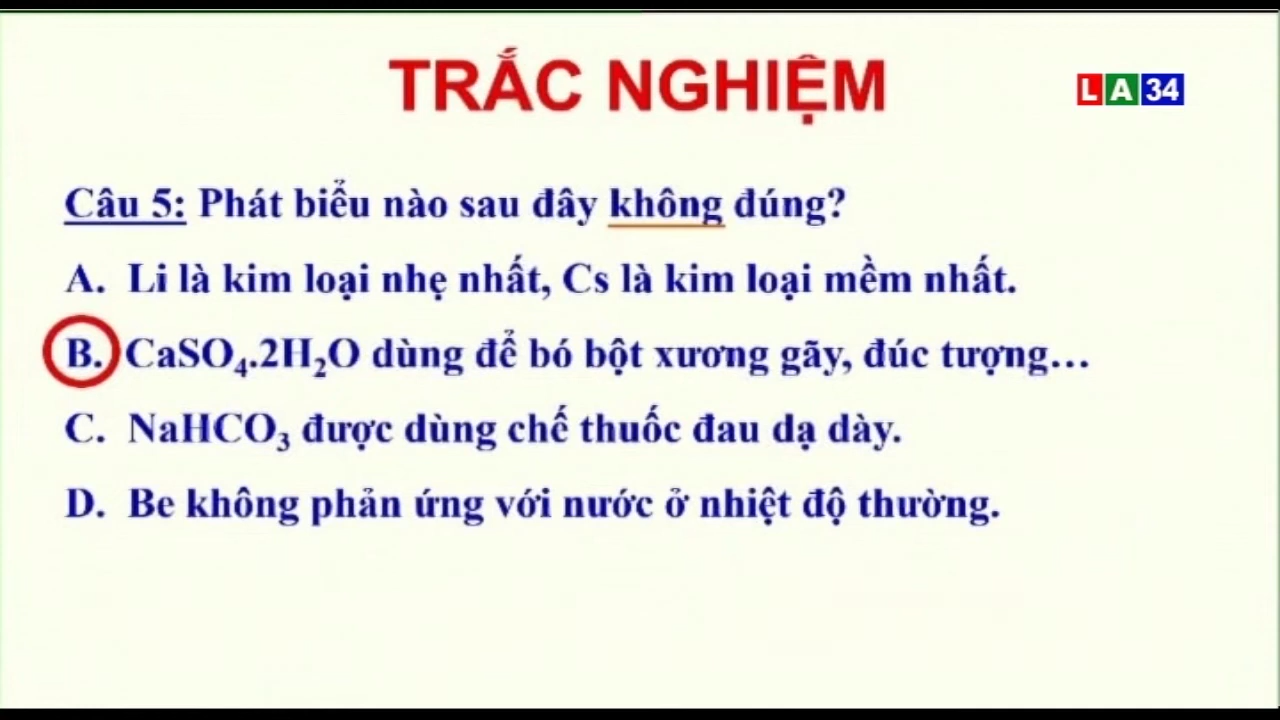 TRẮC NGHIỆM
LA34
Câu 5: Phát biểu nào sau đây không đúng?
A. Li là kim loại nhẹ nhất, Cs là kim loại mềm nhất.
B. CaSO₄.2H₂O dùng để bó bột xương gãy, đúc tượng...
C. NaHCO₃ được dùng chế thuốc đau dạ dày.
D. Be không phản ứng với nước ở nhiệt độ thường.